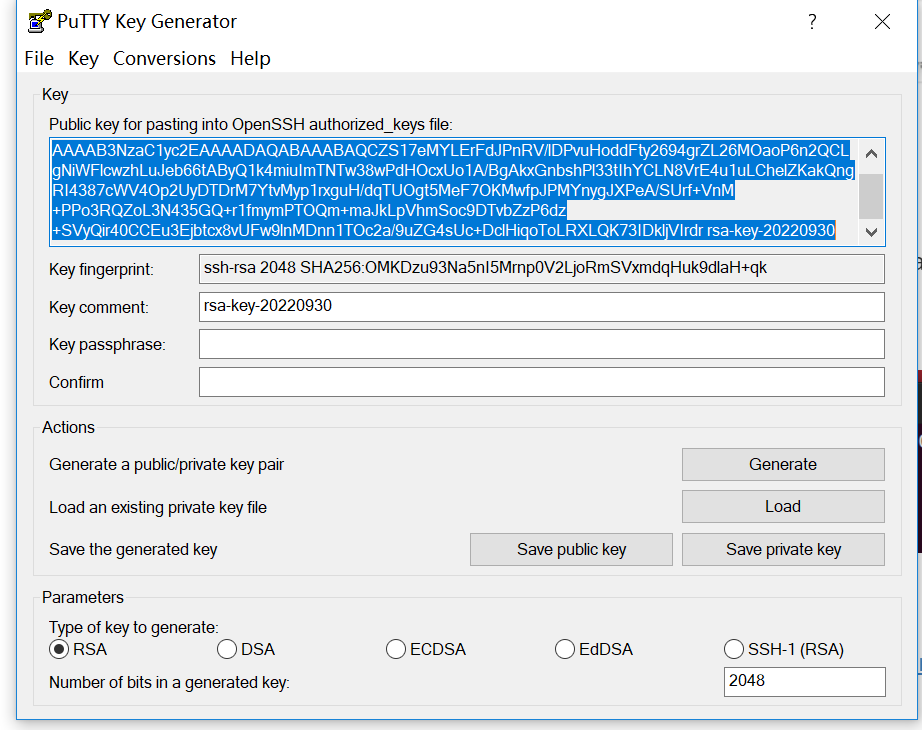 PuTTY Key Generator
?
File Key Conversions Help
Key
Public key for pasting into OpenSSH authorized_keys file:
AAAAB3NzaC1yc2EAAAADAQABAAABAQCZS17eMYLErFdJPnRV/lDPvuHoddFty2694grZL26MOaoP6n2QCL
gNiWFlcwzhLuJeb66tAByQ1k4miuImTNTw38wPdHOcxUo1A/BgAkxGnbshPl33tIhYCLN8VrE4u1uLChelZKakQng
RI4387cWV4Op2UyDTDrM7YtvMyp1rxguH/dqTUOgt5MeF7OKMwfpJPMYnygJXPeA/SUrf+VnM
+PPo3RQZoL3N435GQ+r1fmymPTOQm+maJkLpVhmSoc9DTvbZzP6dz
+SVyQir40CCEu3Ejbtcx8vUFw9lnMDnn1TOc2a/9uZG4sUc+DclHiqoToLRXLQK73IDkljVIrdr rsa-key-20220930
Key fingerprint:
ssh-rsa 2048 SHA256:OMKDzu93Na5nI5Mrnp0V2LjoRmSVxmdqHuk9dlaH+qk
Key comment:
rsa-key-20220930
Key passphrase:
Confirm
Actions
Generate a public/private key pair
Generate
Load an existing private key file
Load
Save the generated key
Save public key
Save private key
Parameters
Type of key to generate:
RSA
DSA
ECDSA
EdDSA
SSH-1 (RSA)
Number of bits in a generated key:
2048